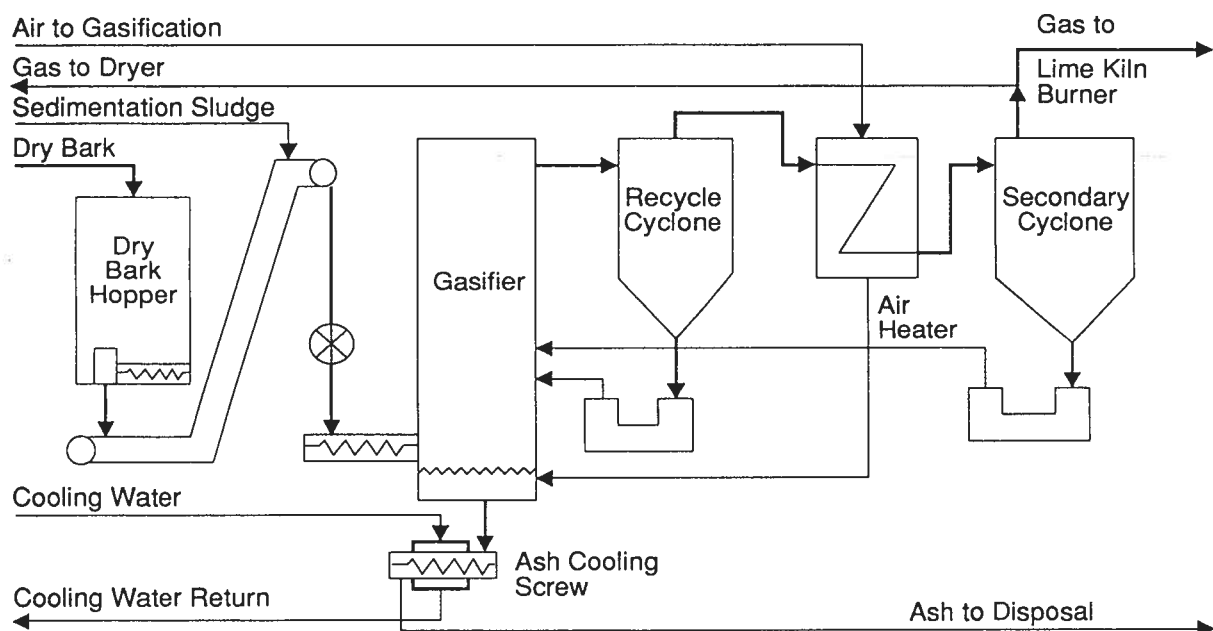 Air to Gasification
Gas to
Gas to Dryer
Lime Kiln
Burner
Sedimentation Sludge
Dry Bark
Dry
Bark
Hopper
Gasifier
Recycle
Cyclone
Secondary
Cyclone
Air
Heater
Cooling Water
Ash Cooling
Screw
Cooling Water Return
Ash to Disposal